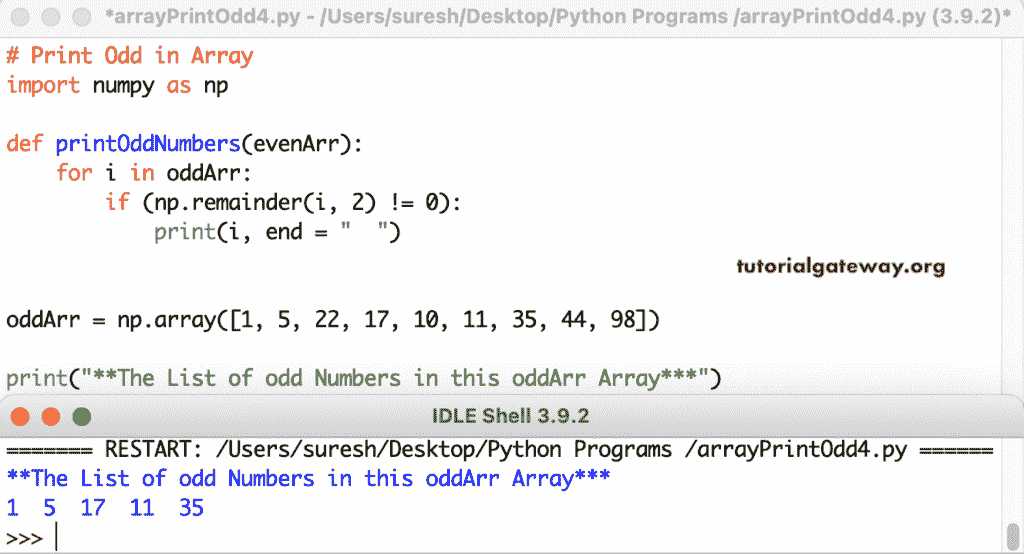 *arrayPrintOdd4.py - /Users/suresh/Desktop/Python Programs /arrayPrintOdd4.py (3.9.2)*
# Print Odd in Array
import numpy as np
def printOddNumbers(evenArr):
    for i in oddArr:
        if (np.remainder(i, 2) != 0):
            print(i, end = "  ")
tutorialgateway.org
oddArr = np.array([1, 5, 22, 17, 10, 11, 35, 44, 98])
print("**The List of odd Numbers in this oddArr Array***")
IDLE Shell 3.9.2
======= RESTART: /Users/suresh/Desktop/Python Programs /arrayPrintOdd4.py ======
**The List of odd Numbers in this oddArr Array***
1  5  17  11  35
>>>